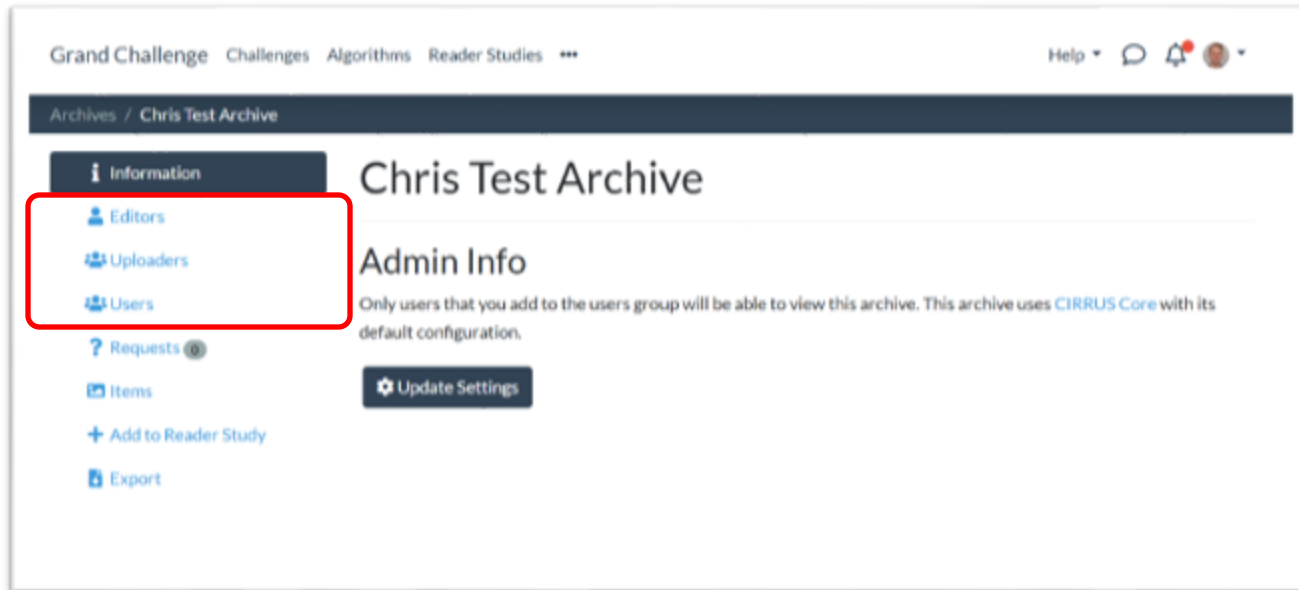 Grand Challenge Challenges Algorithms Reader Studies ••• Help
Archives / Chris Test Archive
Information
Editors
Uploaders
Users
Requests 0
Items
Add to Reader Study
Export
Chris Test Archive
Admin Info
Only users that you add to the users group will be able to view this archive. This archive uses CIRRUS Core with its
default configuration.
Update Settings